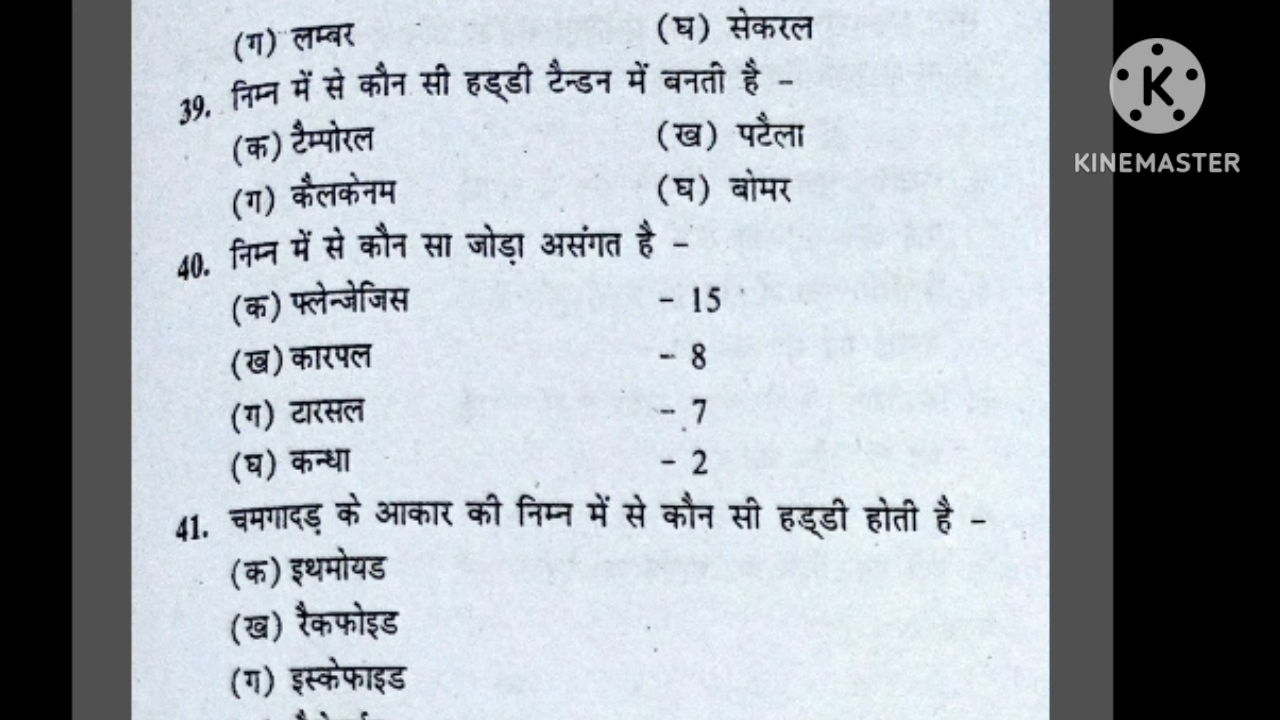 (ग) लम्बर (घ) सेकरल
39. निम्न में से कौन सी हड्डी टैन्डन में बनती है -
(क) टैम्पोरल (ख) पटैला
(ग) कैलकेनम (घ) बोमर
40. निम्न में से कौन सा जोड़ा असंगत है -
(क) फ्लेन्जेजिस - 15
(ख) कारपल - 8
(ग) टारसल - 7
(घ) कन्धा - 2
41. चमगादड़ के आकार की निम्न में से कौन सी हड्डी होती है -
(क) इथमोयड
(ख) रैकफोइड
(ग) इस्केफाइड
K
KINEMASTER